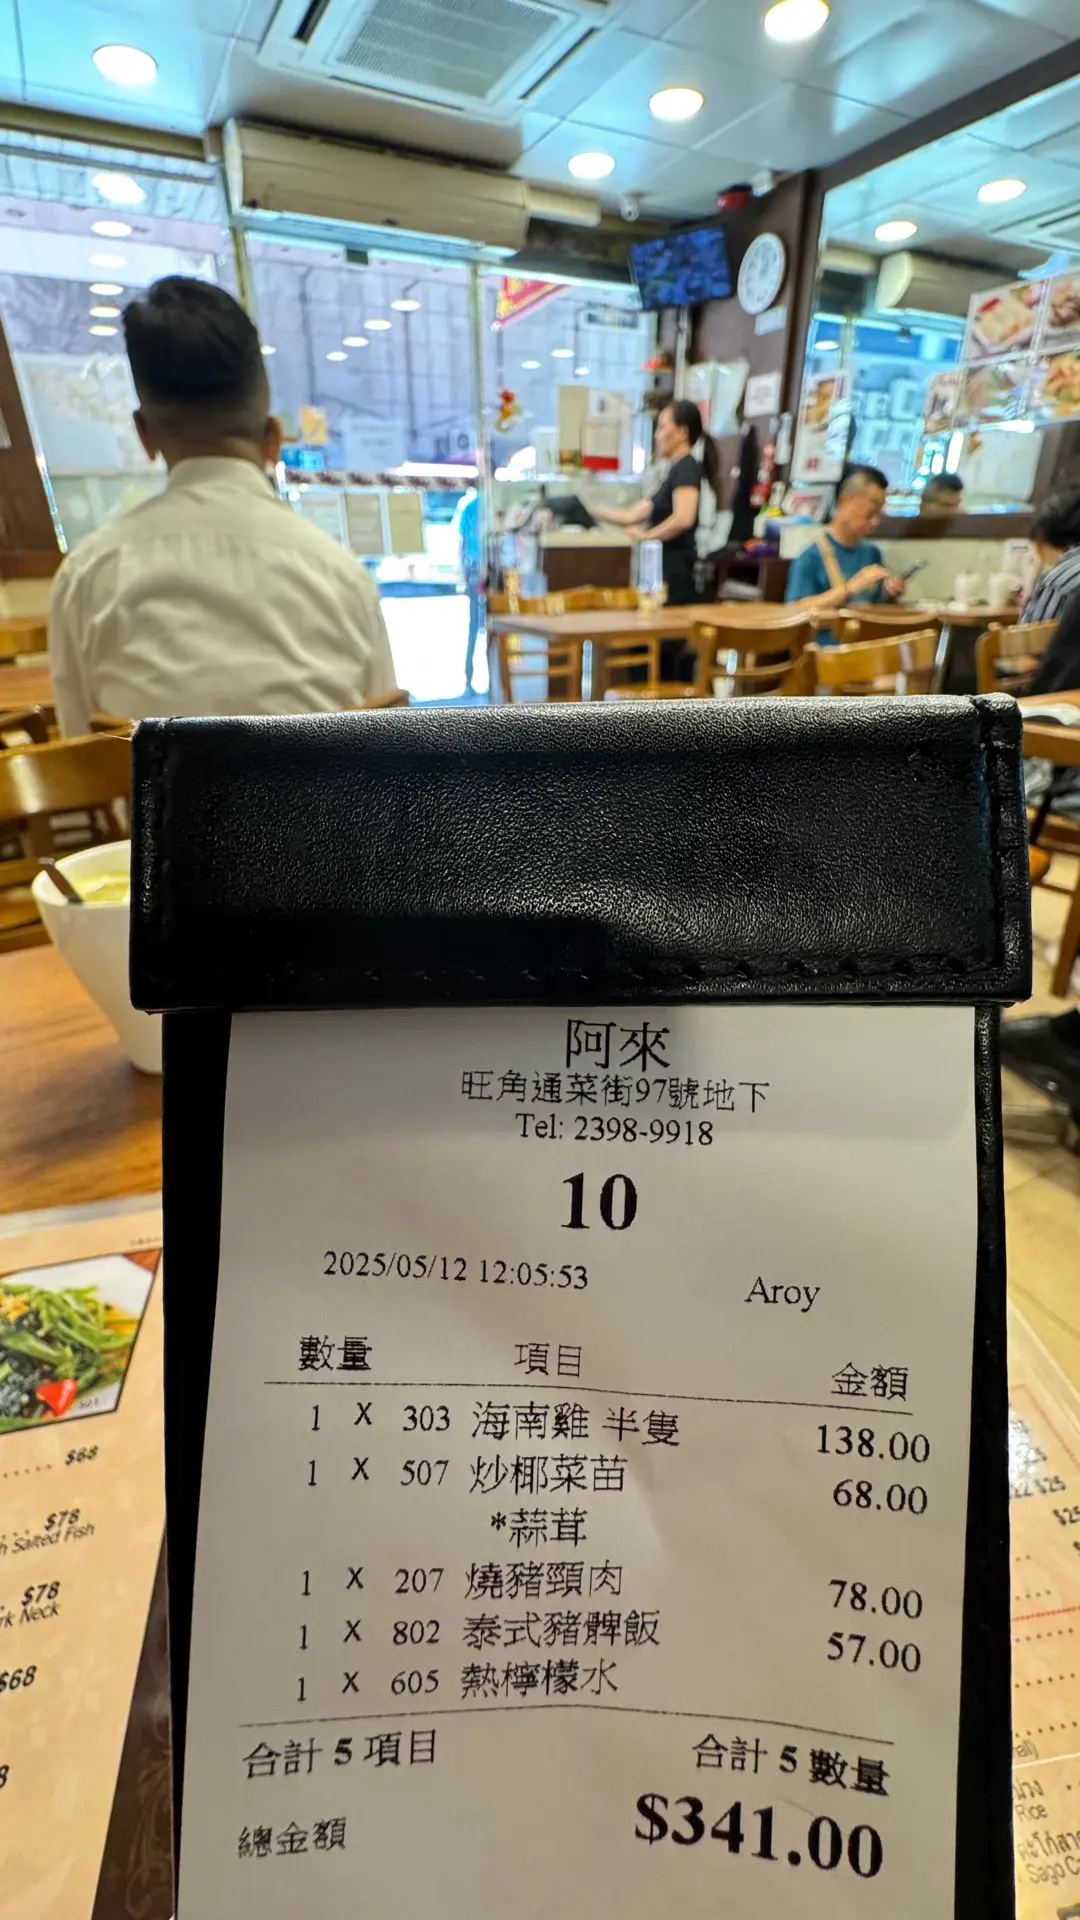 阿來
旺角通菜街97號地下
Tel: 2398-9918
10
2025/05/12 12:05:53 Aroy
數量 項目 金額
1 X 303 海南雞 半隻 138.00
1 X 507 炒椰菜苗 68.00
*蒜茸
1 X 207 燒豬頸肉 78.00
1 X 802 泰式豬髀飯 57.00
1 X 605 熱檸檬水
合計 5 項目 合計 5 數量
總金額 $341.00
$68
$78
Salted Fish
$78
Neck
$68
$25
Rice
Sago